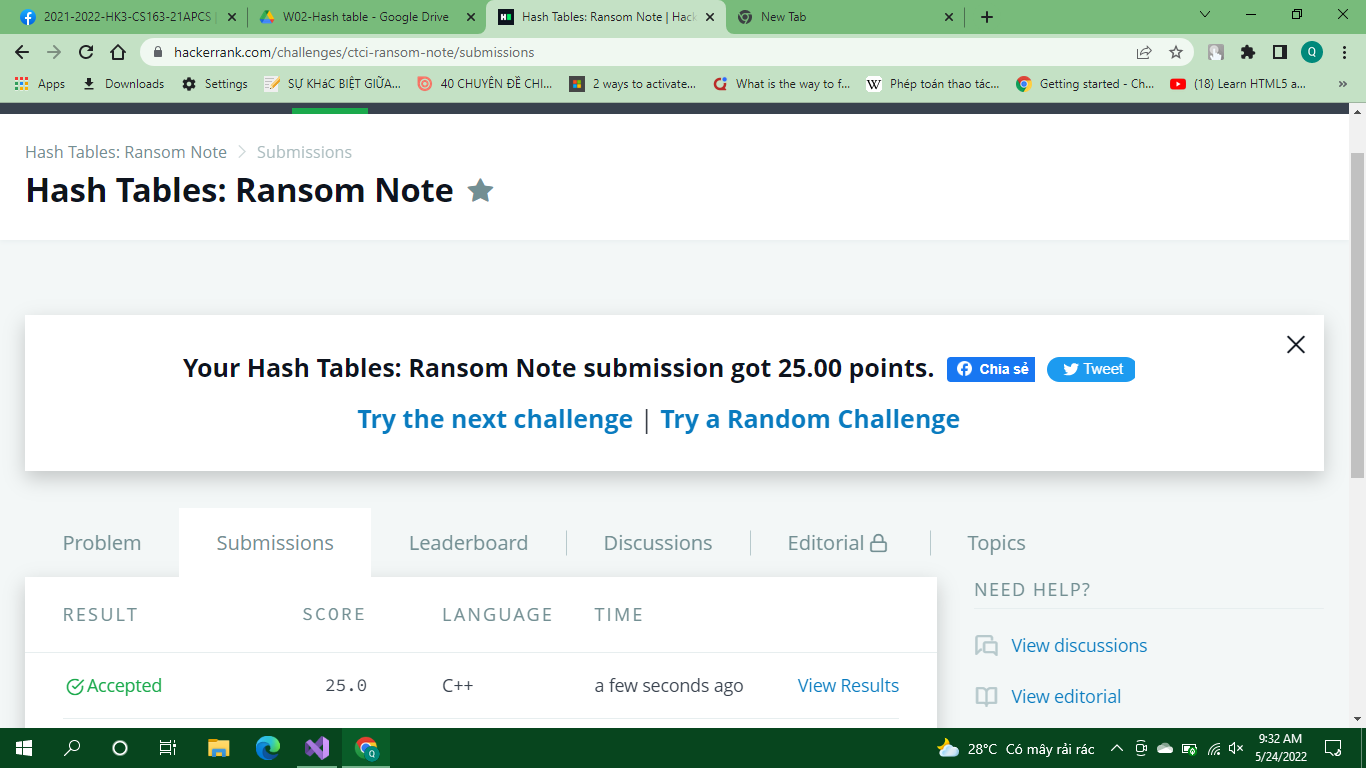 2021-2022-HK3-CS163-21APCS |
W02-Hash table - Google Drive
Hash Tables: Ransom Note | Hack
New Tab
hackerrank.com/challenges/ctci-ransom-note/submissions
Q
Apps
Downloads
Settings
SỰ KHáC BIỆT GIỮA...
40 CHUYÊN ĐỀ CHI...
2 ways to activate...
What is the way to f...
W
Phép toán thao tác...
Getting started - Ch...
(18) Learn HTML5 a...
»
Hash Tables: Ransom Note
Submissions
Hash Tables: Ransom Note
Your Hash Tables: Ransom Note submission got 25.00 points.
Chia sẻ
Tweet
Try the next challenge | Try a Random Challenge
Problem
Submissions
Leaderboard
Discussions
Editorial
Topics
RESULT
SCORE
LANGUAGE
TIME
Accepted
25.0
C++
a few seconds ago
View Results
NEED HELP?
View discussions
View editorial
28°C Có mây rải rác
9:32 AM
5/24/2022